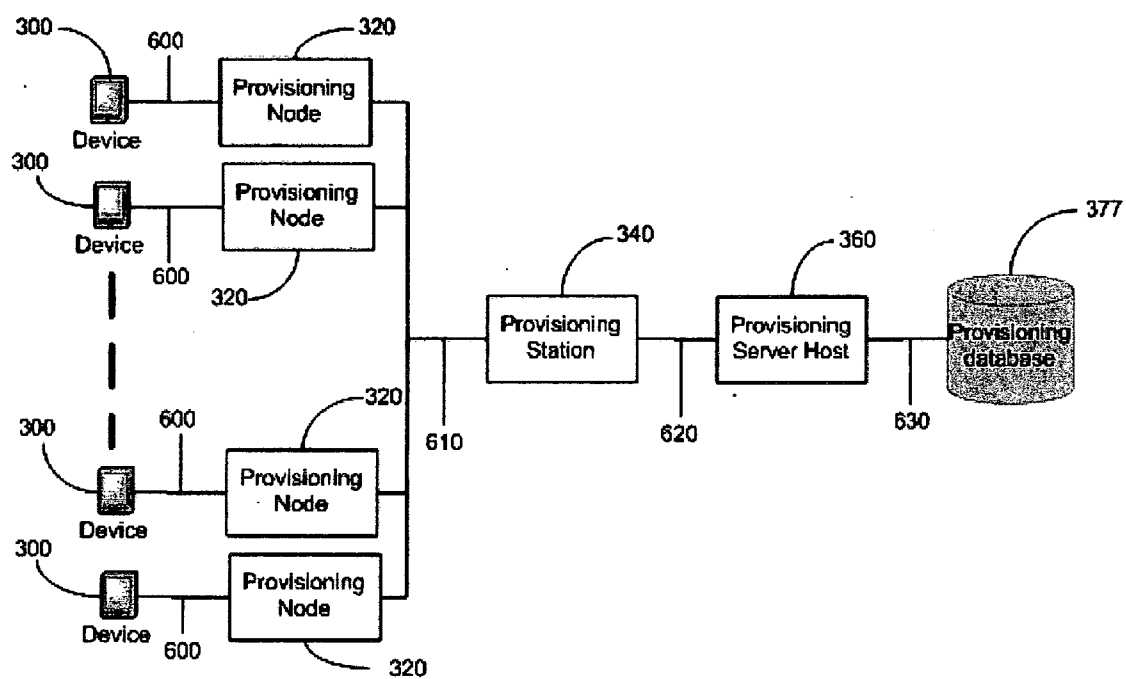 300
600
320
Provisioning
Node
Device
300
Provisioning
Node
Device
600
320
340
360
377
Provisioning
Station
Provisioning
Server Host
Provisioning
database
610
620
630
320
600
300
Provisioning
Node
Device
300
Provisioning
Node
Device
600
320